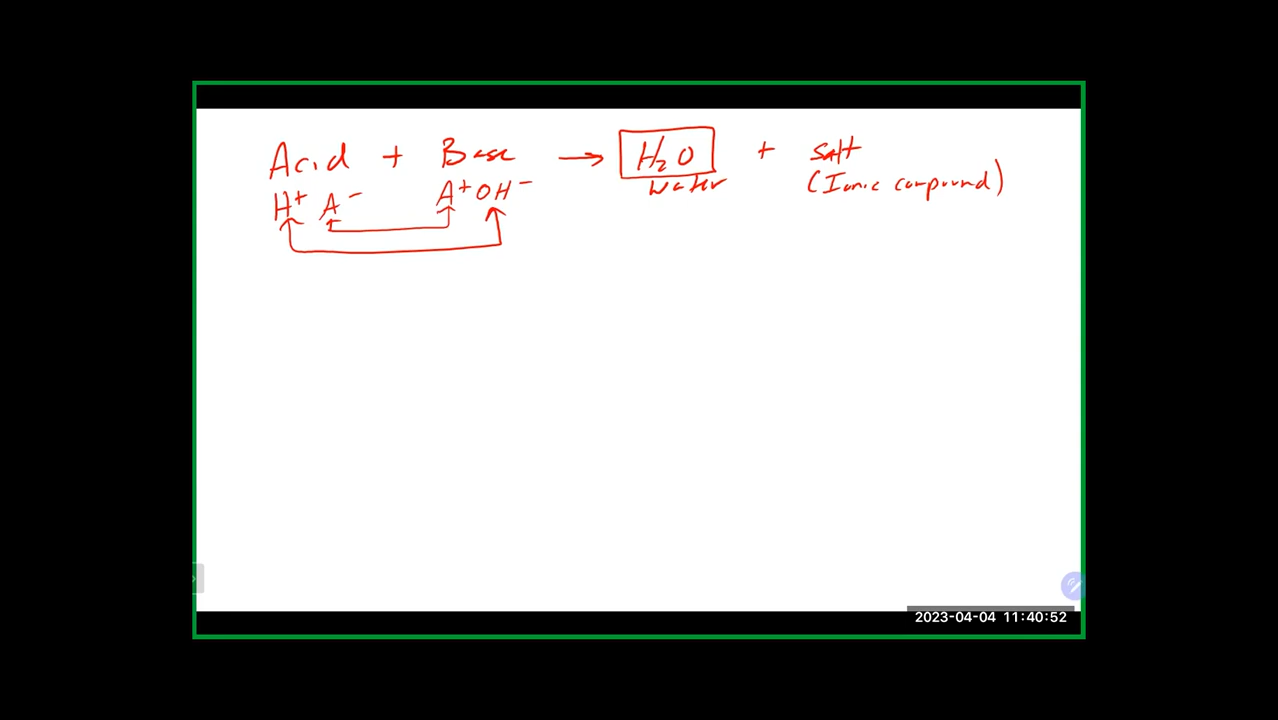 Acid + Base → H₂O + Salt
H⁺ A⁻ A⁺OH⁻ water (Ionic compound)
2023-04-04 11:40:52